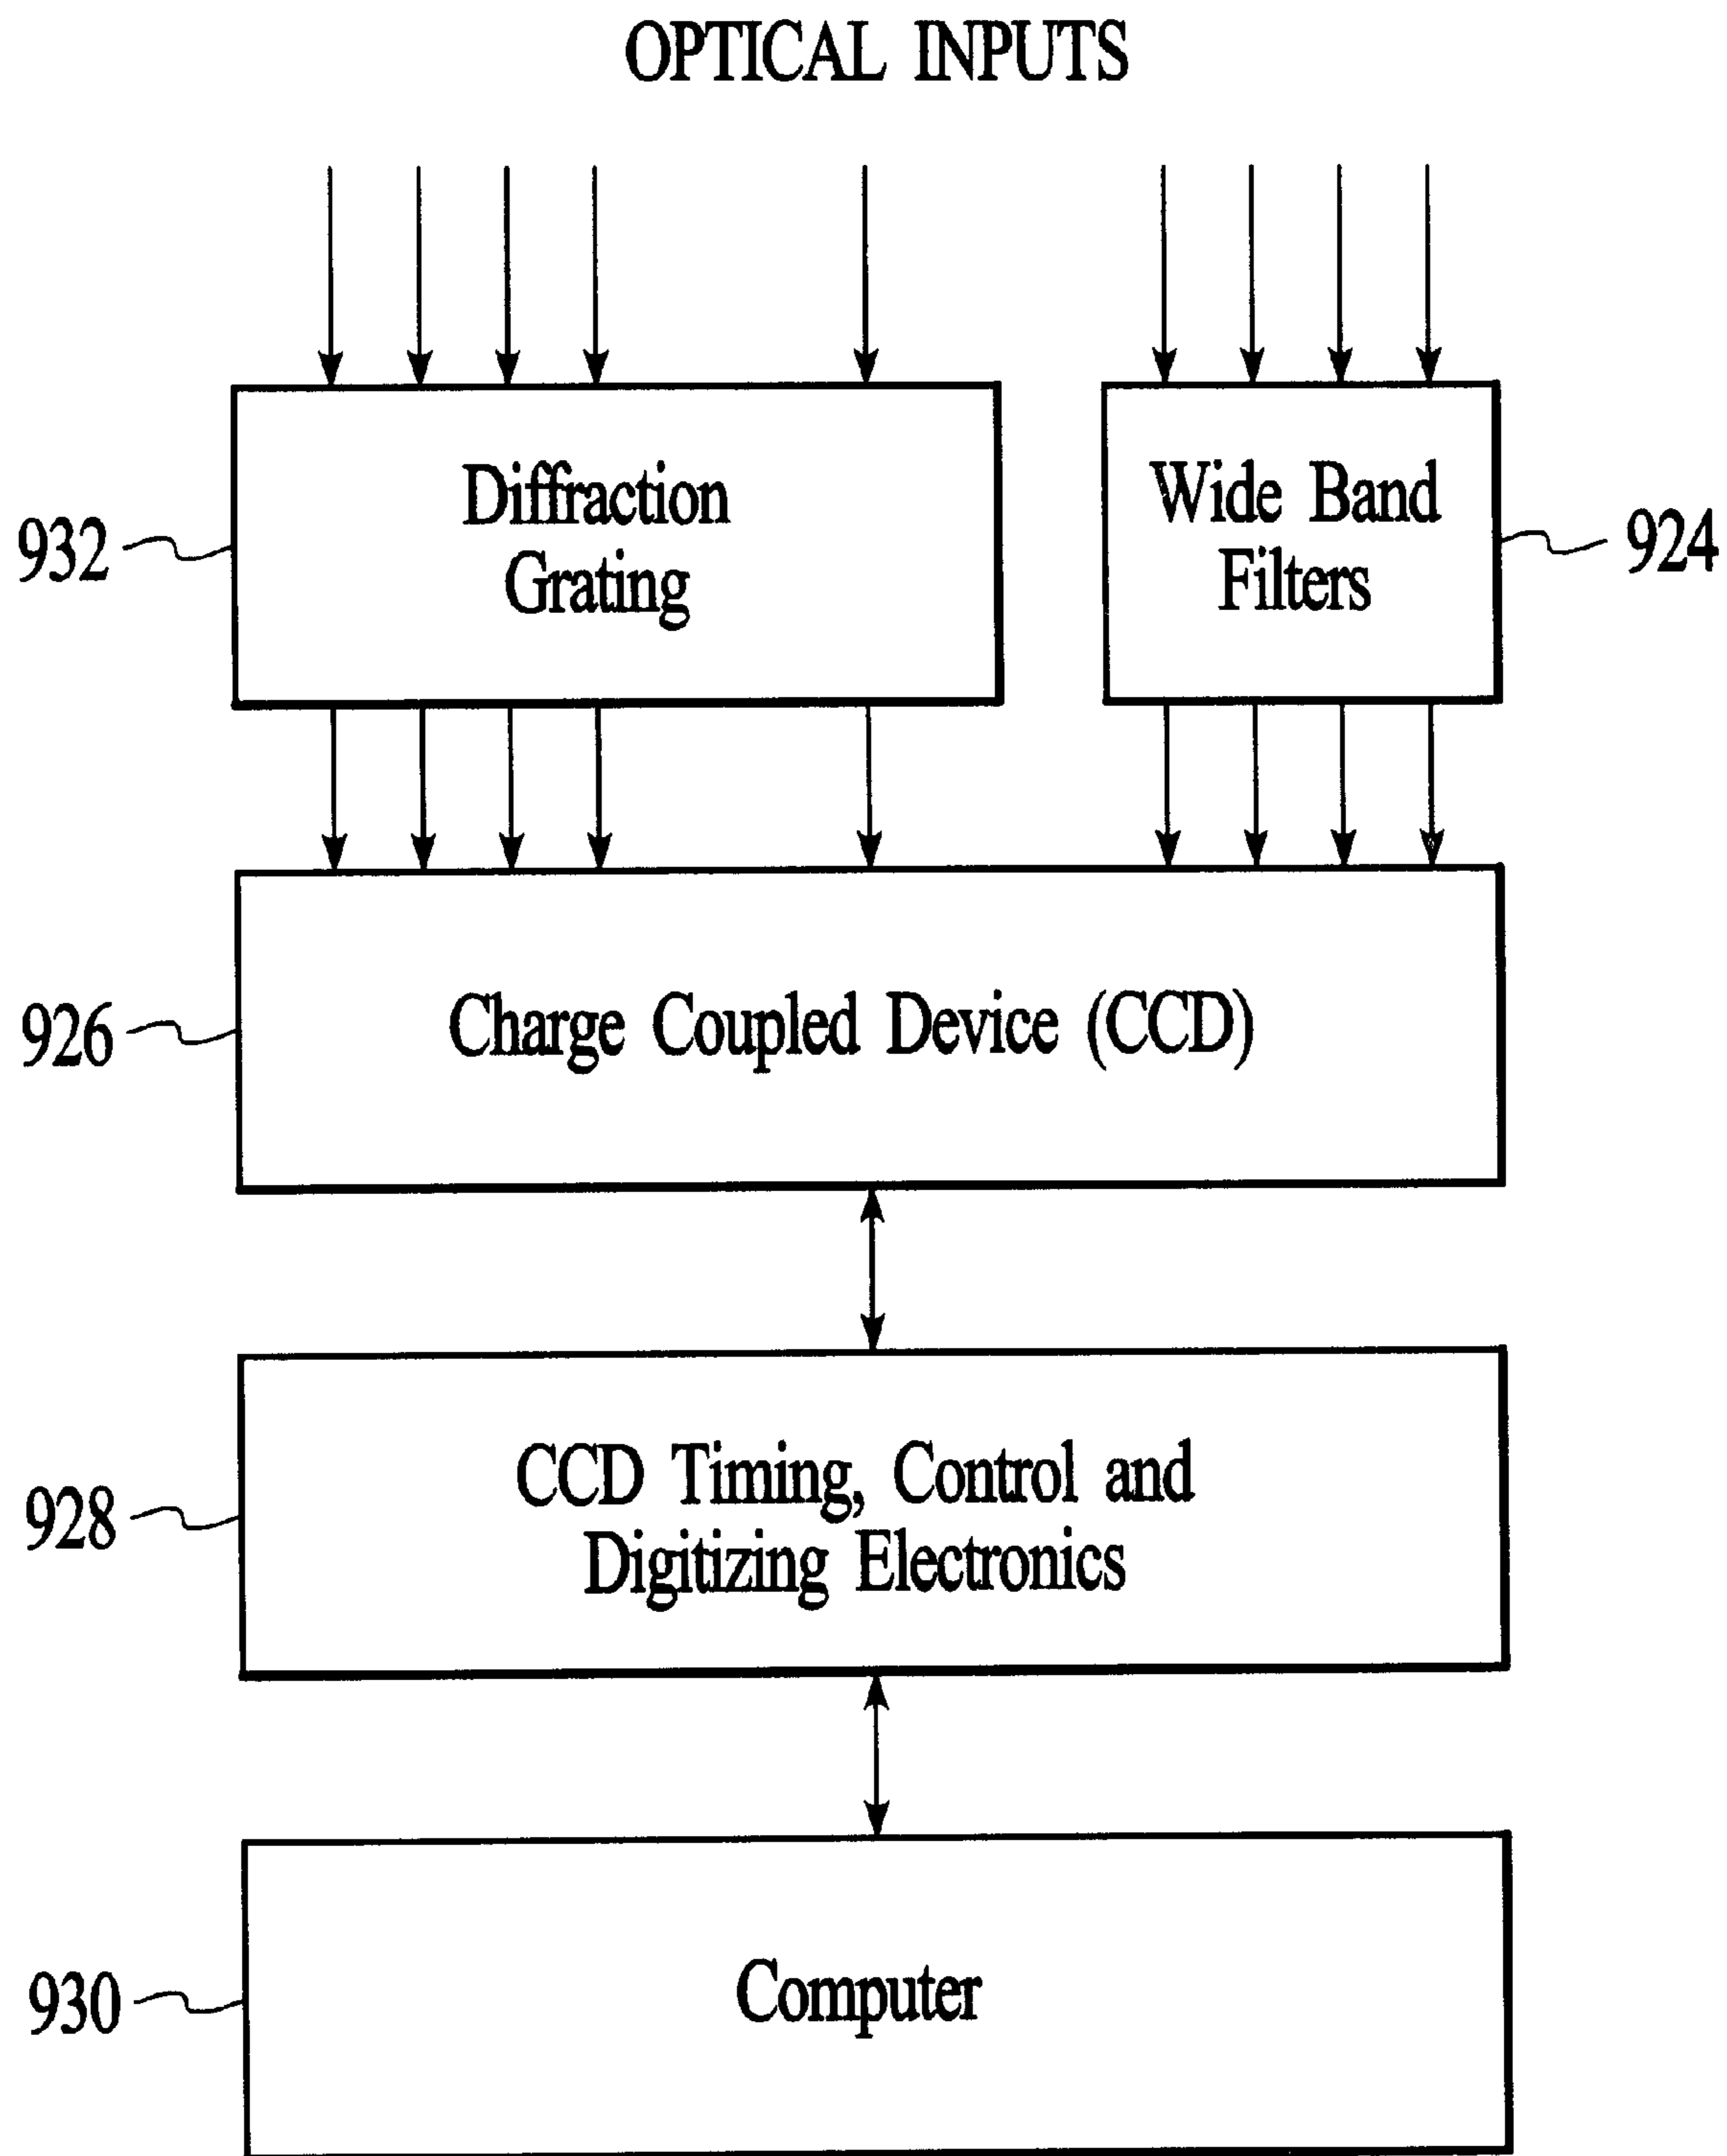 OPTICAL INPUTS
Diffraction
Grating
932
Wide Band
Filters
924
Charge Coupled Device (CCD)
926
CCD Timing, Control and
Digitizing Electronics
928
Computer
930